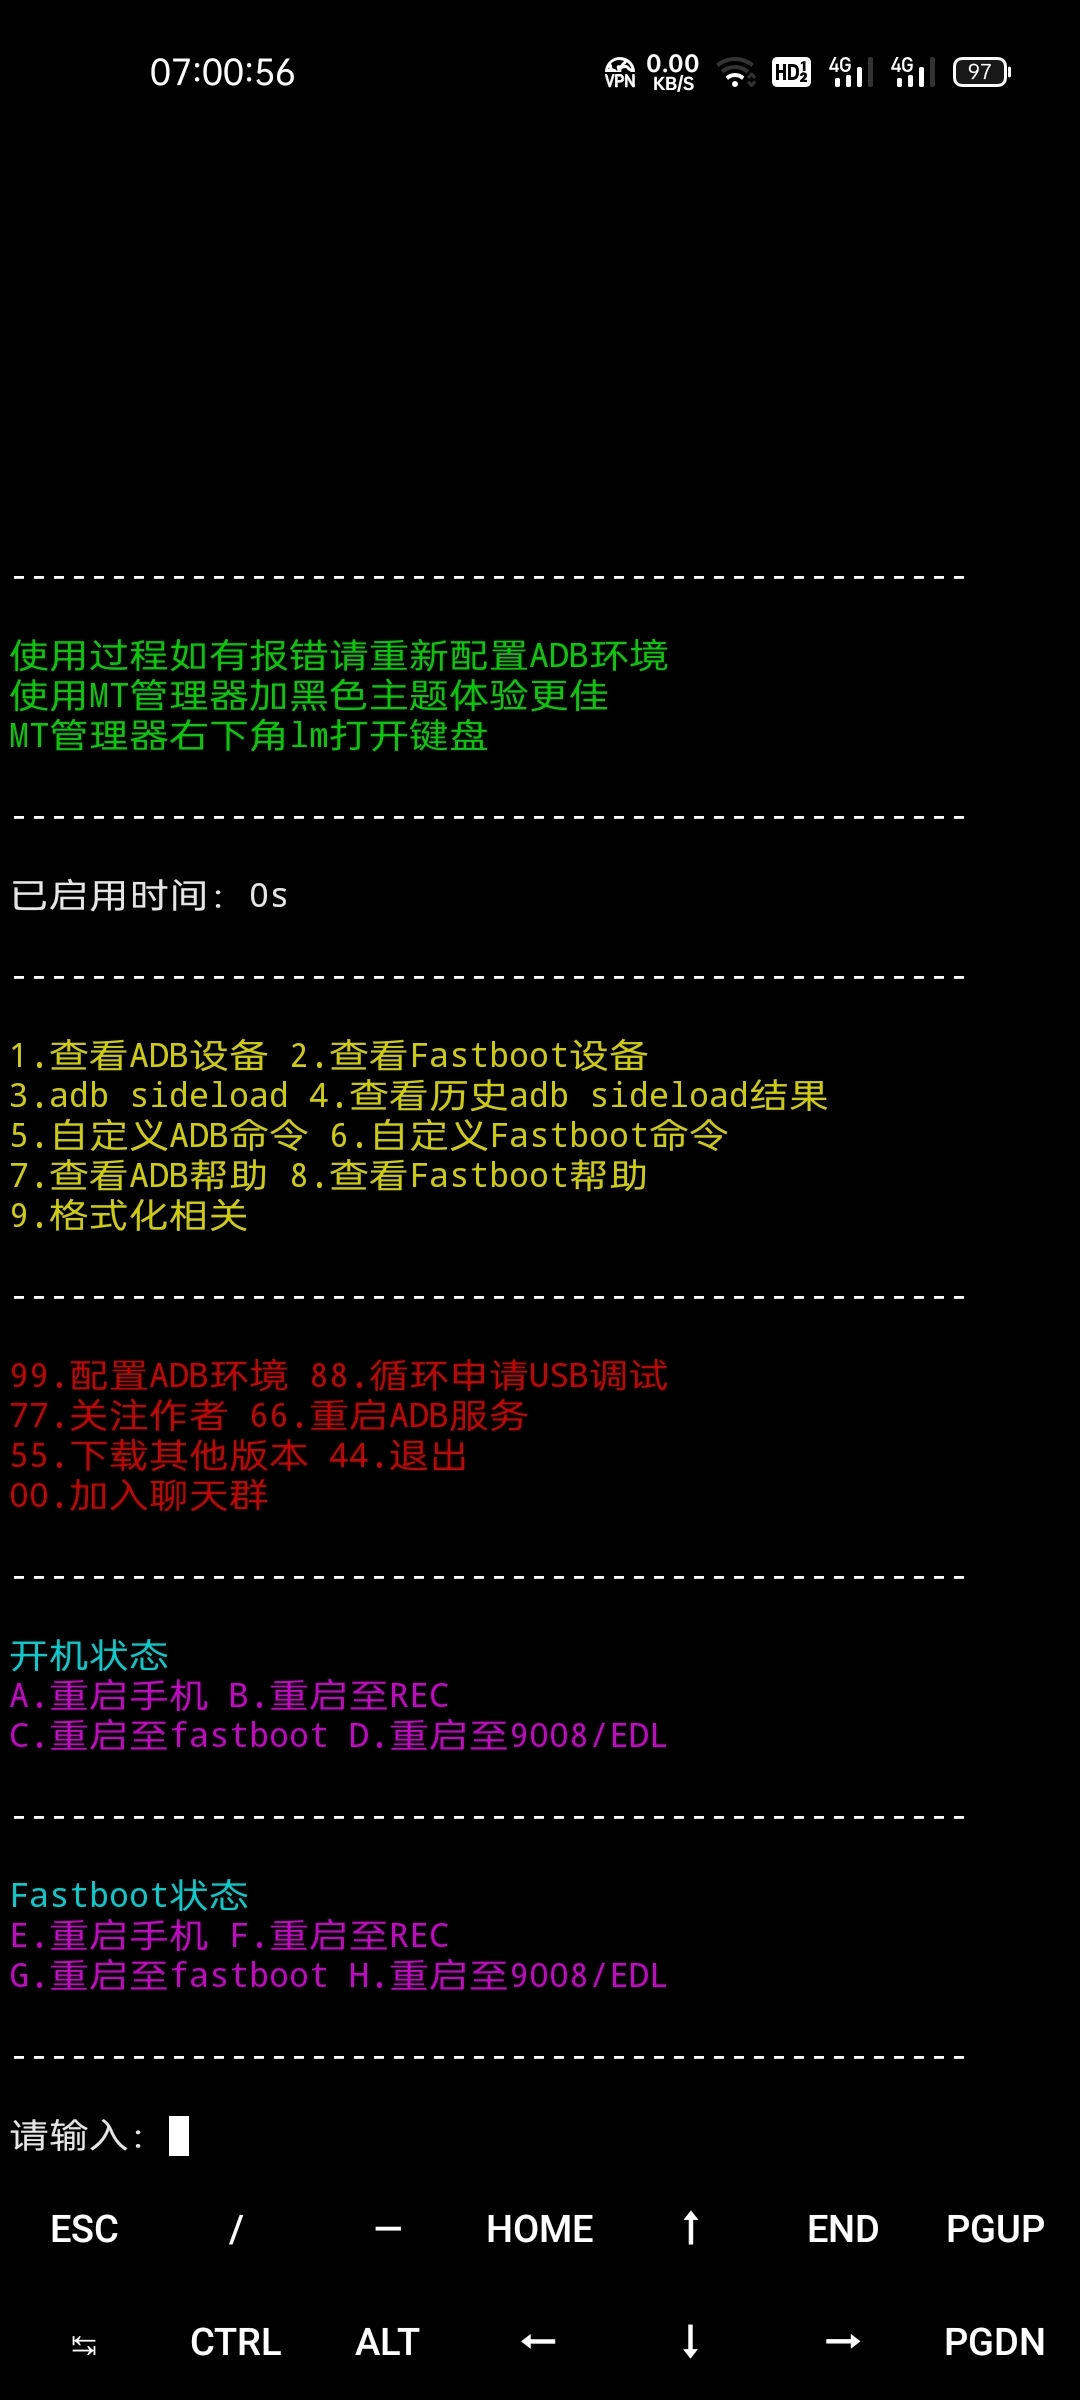 07:00:56 VPN 0.00 KB/S HD12 4G 4G 97
------------------------------------------------
使用过程如有报错请重新配置ADB环境
使用MT管理器加黑色主题体验更佳
MT管理器右下角lm打开键盘
------------------------------------------------
已启用时间: 0s
------------------------------------------------
1.查看ADB设备 2.查看Fastboot设备
3.adb sideload 4.查看历史adb sideload结果
5.自定义ADB命令 6.自定义Fastboot命令
7.查看ADB帮助 8.查看Fastboot帮助
9.格式化相关
------------------------------------------------
99.配置ADB环境 88.循环申请USB调试
77.关注作者 66.重启ADB服务
55.下载其他版本 44.退出
00.加入聊天群
------------------------------------------------
开机状态
A.重启手机 B.重启至REC
C.重启至fastboot D.重启至9008/EDL
------------------------------------------------
Fastboot状态
E.重启手机 F.重启至REC
G.重启至fastboot H.重启至9008/EDL
------------------------------------------------
请输入:
ESC / — HOME ↑ END PGUP
↹ CTRL ALT ← ↓ → PGDN